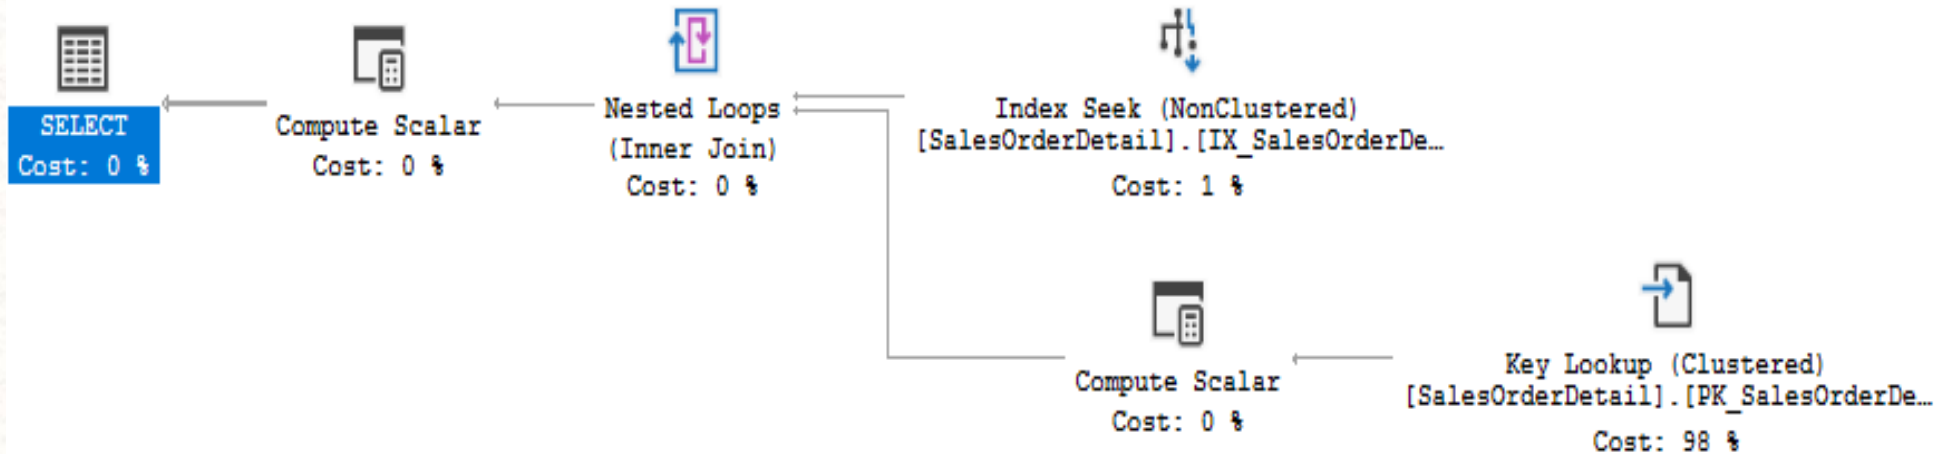 SELECT
Cost: 0 %
Compute Scalar
Cost: 0 %
Nested Loops
(Inner Join)
Cost: 0 %
Index Seek (NonClustered)
[SalesOrderDetail].[IX_SalesOrderDe…
Cost: 1 %
Compute Scalar
Cost: 0 %
Key Lookup (Clustered)
[SalesOrderDetail].[PK_SalesOrderDe…
Cost: 98 %